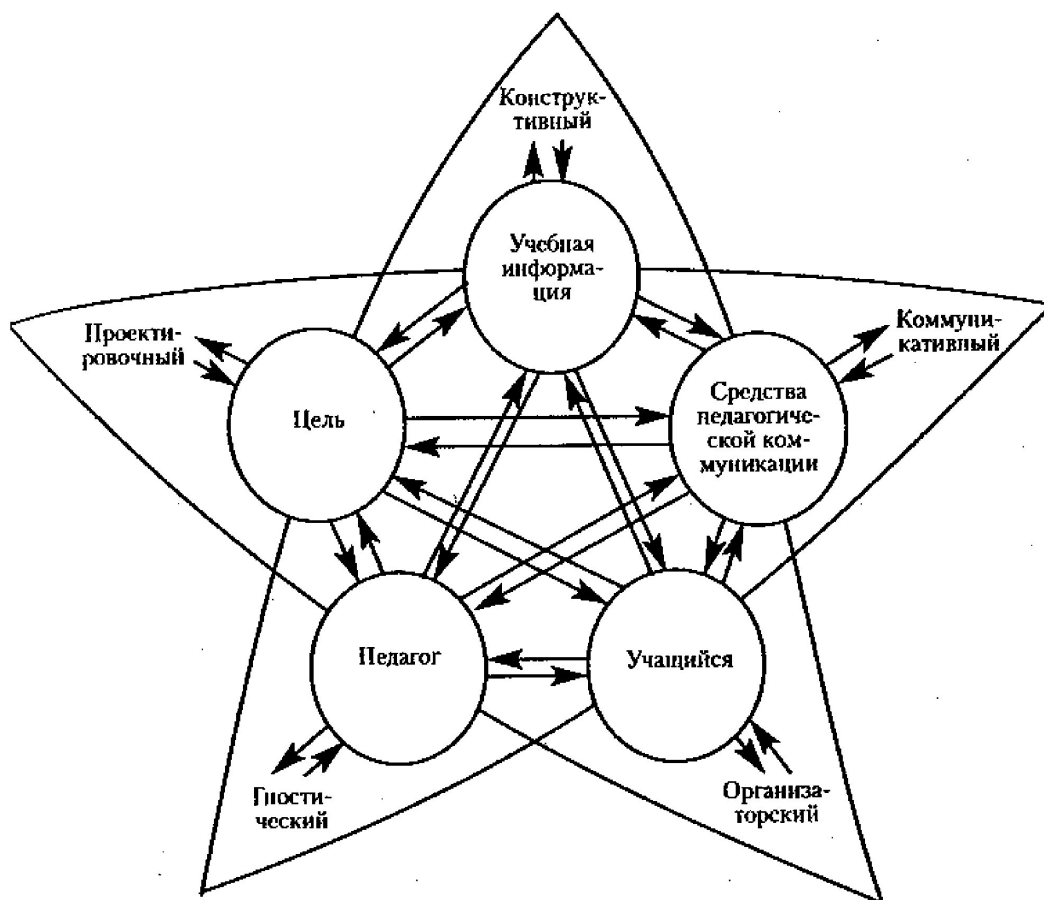 Конструк-
тивный
Учебная
информа-
ция
Проекти-
ровочный
Коммуни-
кативный
Цель
Средства
педагогиче-
ской ком-
муникации
Педагог
Учащийся
Гности-
ческий
Организа-
торский